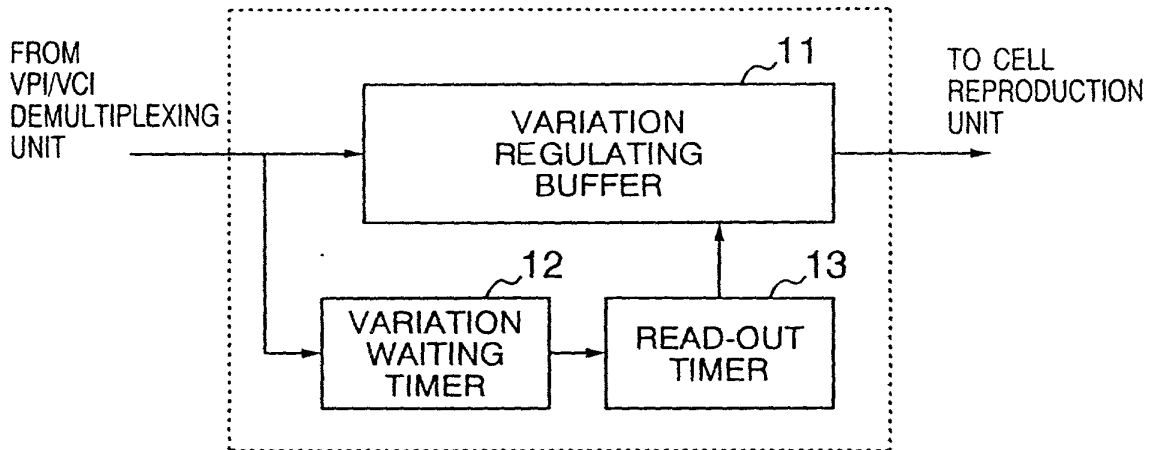 FROM
VPI/VCI
DEMULTIPLEXING
UNIT
11
VARIATION
REGULATING
BUFFER
TO CELL
REPRODUCTION
UNIT
12
VARIATION
WAITING
TIMER
13
READ-OUT
TIMER